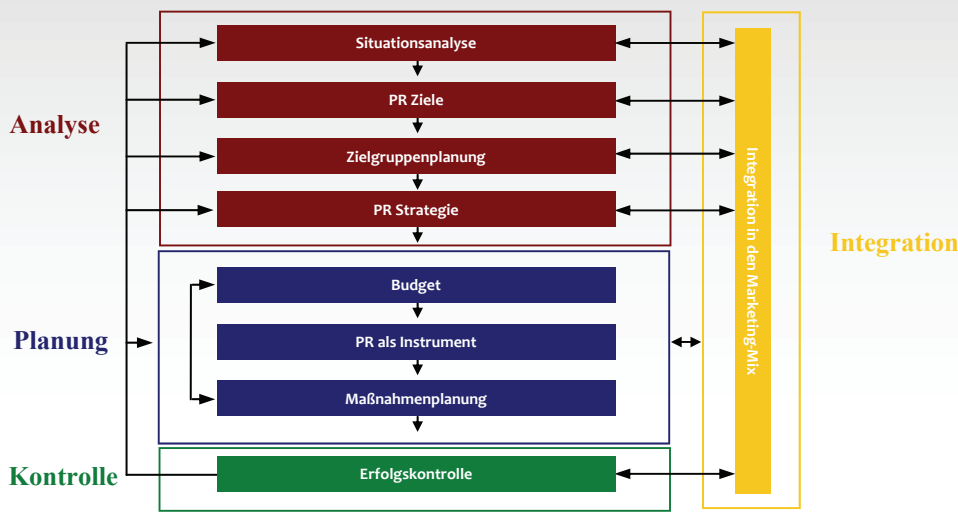 Situationsanalyse
PR Ziele
Analyse
Zielgruppenplanung
PR Strategie
Integration in den Marketing-Mix
Integration
Budget
Planung
PR als Instrument
Maßnahmenplanung
Kontrolle
Erfolgskontrolle